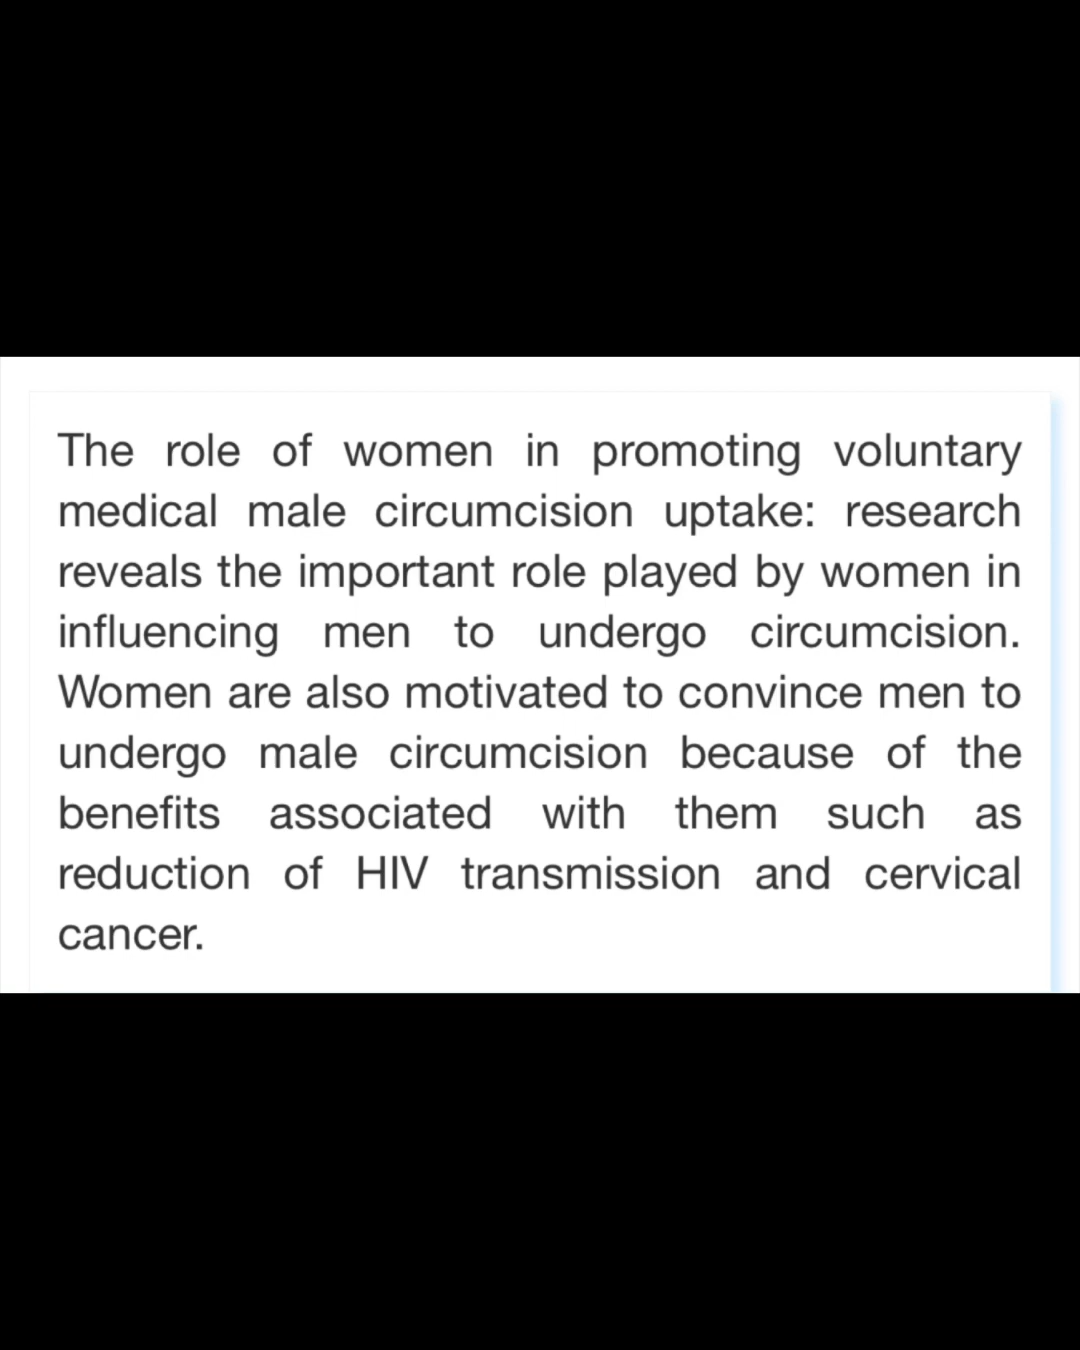 The role of women in promoting voluntary
medical male circumcision uptake: research
reveals the important role played by women in
influencing men to undergo circumcision.
Women are also motivated to convince men to
undergo male circumcision because of the
benefits associated with them such as
reduction of HIV transmission and cervical
cancer.